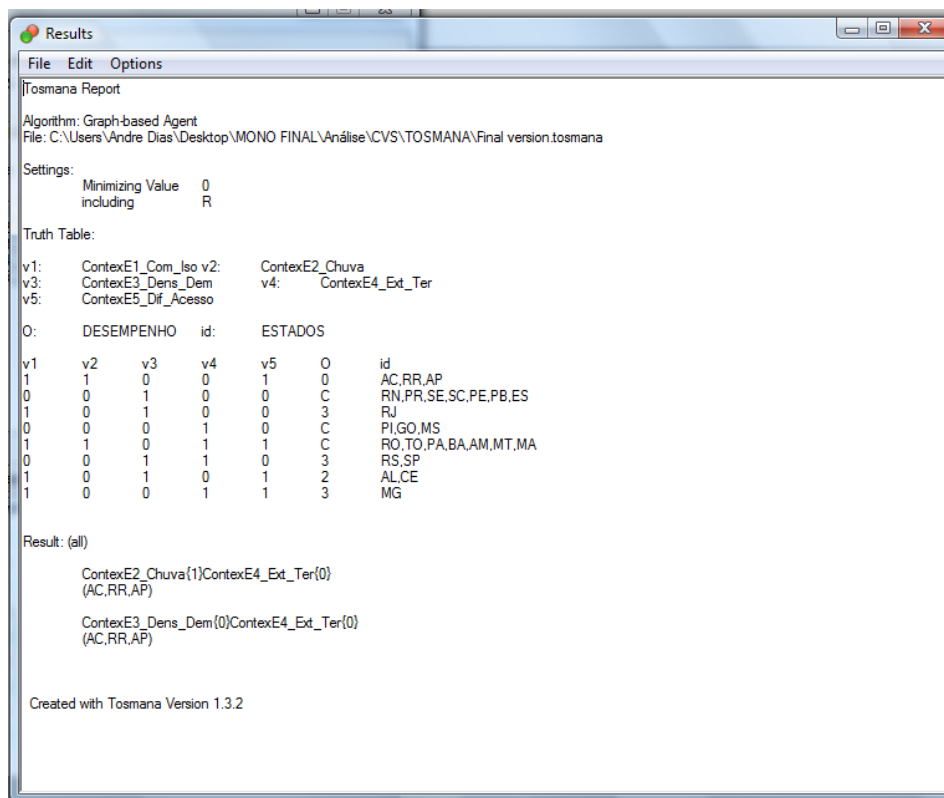 Results
File Edit Options
Tosmana Report
Algorithm: Graph-based Agent
File: C:\Users\Andre Dias\Desktop\MONO FINAL\Análise\CVS\TOSMANA\Final version.tosmana
Settings:
Minimizing Value 0
including R
Truth Table:
v1: ContexE1_Com_Iso v2: ContexE2_Chuva
v3: ContexE3_Dens_Dem v4: ContexE4_Ext_Ter
v5: ContexE5_Dif_Acesso
O: DESEMPENHO id: ESTADOS
v1 v2 v3 v4 v5 O id
1 1 0 0 1 0 AC,RR,AP
0 0 1 0 0 C RN,PR,SE,SC,PE,PB,ES
1 0 1 0 0 3 RJ
0 0 0 1 0 C PI,GO,MS
1 1 0 1 1 C RO,TO,PA,BA,AM,MT,MA
0 0 1 1 0 3 RS,SP
1 0 1 0 1 2 AL,CE
1 0 0 1 1 3 MG
Result: (all)
ContexE2_Chuva{1}ContexE4_Ext_Ter{0}
(AC,RR,AP)
ContexE3_Dens_Dem{0}ContexE4_Ext_Ter{0}
(AC,RR,AP)
Created with Tosmana Version 1.3.2